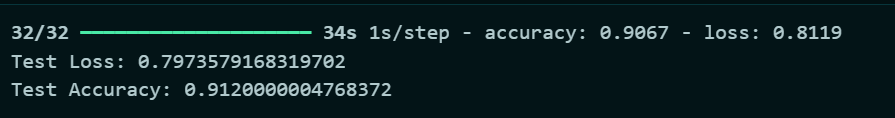 32/32 ━━━━━━━━━━━━━━━━━━━━ 34s 1s/step - accuracy: 0.9067 - loss: 0.8119
Test Loss: 0.7973579168319702
Test Accuracy: 0.9120000004768372